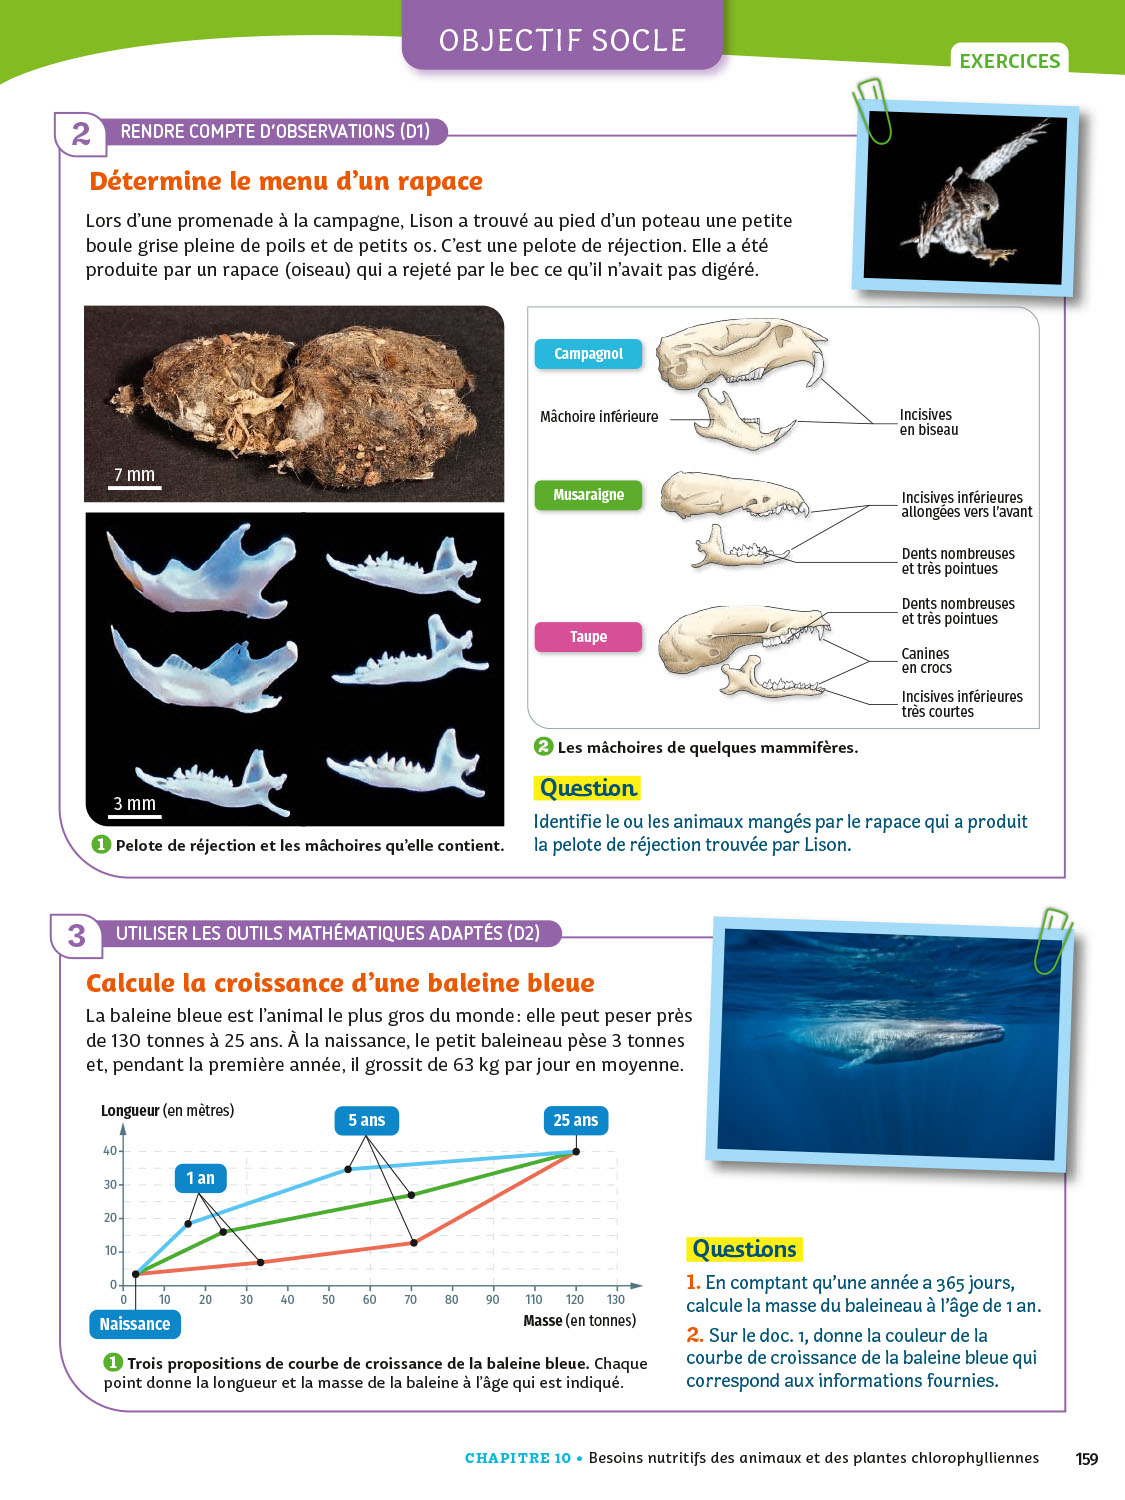 OBJECTIF SOCLE
EXERCICES
2 RENDRE COMPTE D'OBSERVATIONS (D1)
Détermine le menu d'un rapace
Lors d'une promenade à la campagne, Lison a trouvé au pied d'un poteau une petite
boule grise pleine de poils et de petits os. C'est une pelote de réjection. Elle a été
produite par un rapace (oiseau) qui a rejeté par le bec ce qu'il n'avait pas digéré.
7 mm
3 mm
1 Pelote de réjection et les mâchoires qu'elle contient.
Campagnol
Mâchoire inférieure
Incisives
en biseau
Musaraigne
Incisives inférieures
allongées vers l'avant
Dents nombreuses
et très pointues
Taupe
Dents nombreuses
et très pointues
Canines
en crocs
Incisives inférieures
très courtes
2 Les mâchoires de quelques mammifères.
Question
Identifie le ou les animaux mangés par le rapace qui a produit
la pelote de réjection trouvée par Lison.
3 UTILISER LES OUTILS MATHÉMATIQUES ADAPTÉS (D2)
Calcule la croissance d'une baleine bleue
La baleine bleue est l'animal le plus gros du monde : elle peut peser près
de 130 tonnes à 25 ans. À la naissance, le petit baleineau pèse 3 tonnes
et, pendant la première année, il grossit de 63 kg par jour en moyenne.
Longueur (en mètres)
5 ans
25 ans
1 an
40
30
20
10
0
0 10 20 30 40 50 60 70 80 90 110 120 130
Naissance
Masse (en tonnes)
1 Trois propositions de courbe de croissance de la baleine bleue. Chaque
point donne la longueur et la masse de la baleine à l'âge qui est indiqué.
Questions
1. En comptant qu'une année a 365 jours,
calcule la masse du baleineau à l'âge de 1 an.
2. Sur le doc. 1, donne la couleur de la
courbe de croissance de la baleine bleue qui
correspond aux informations fournies.
CHAPITRE 10 • Besoins nutritifs des animaux et des plantes chlorophylliennes 159